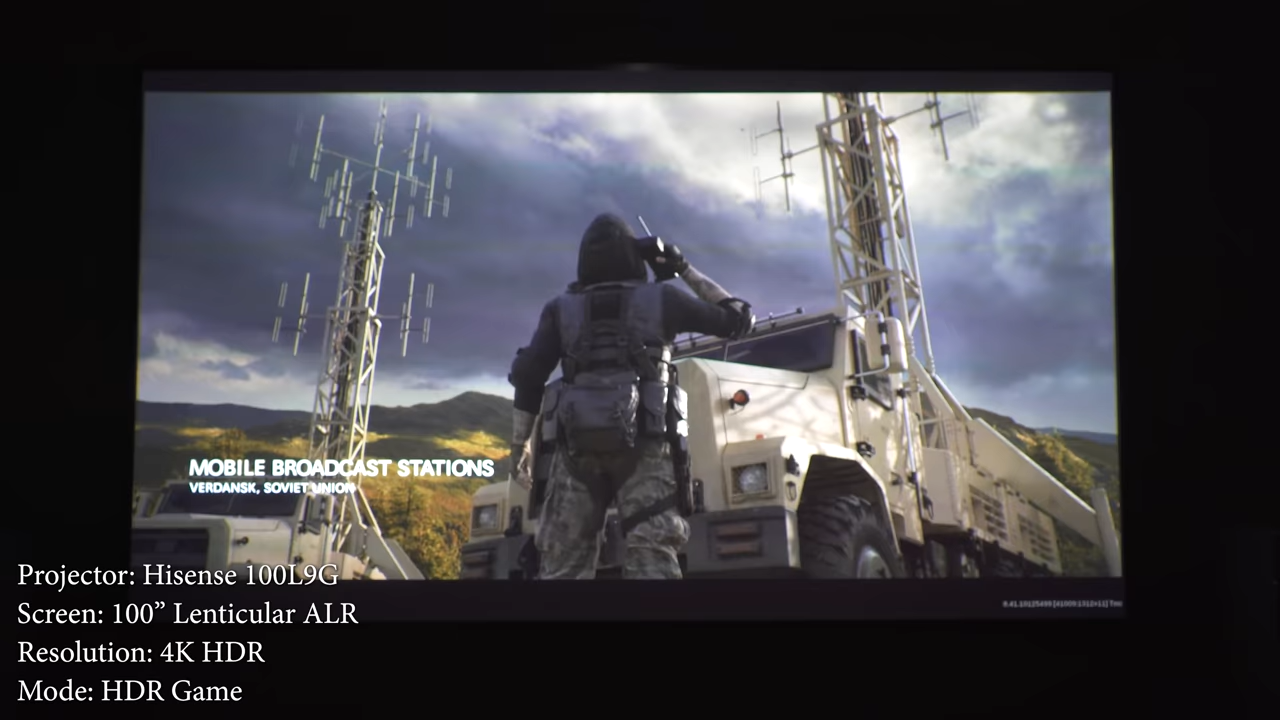 MOBILE BROADCAST STATIONS
VERDANSK, SOVIET UNION
Projector: Hisense 100L9G
Screen: 100” Lenticular ALR
Resolution: 4K HDR
Mode: HDR Game